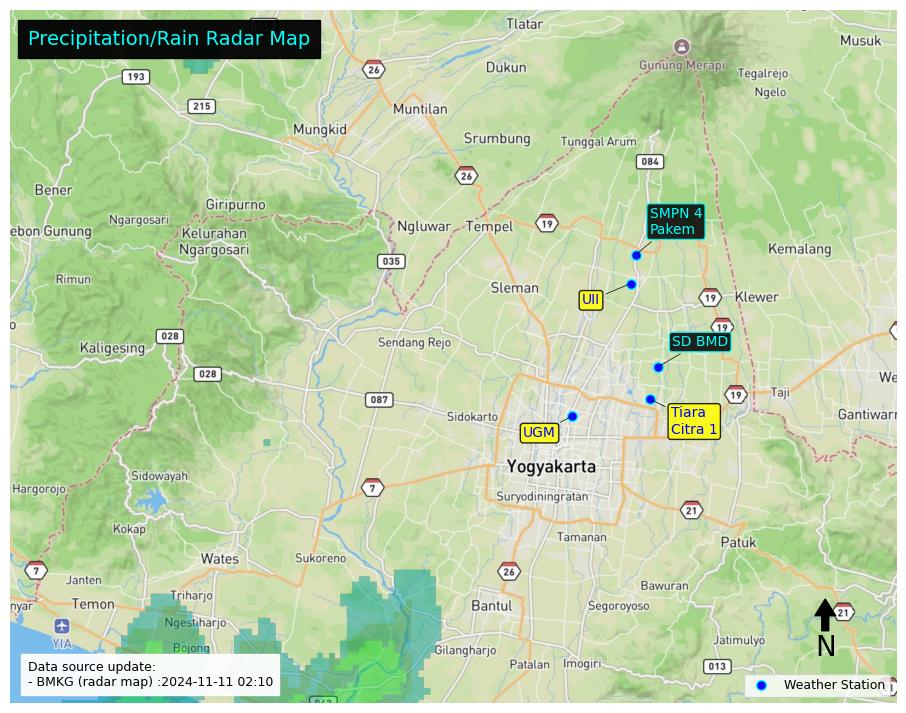 Precipitation/Rain Radar Map
Tlatar
Musuk
26
Dukun
Gunung Merapi
Tegalrejo
193
Ngelo
215
Muntilan
Mungkid
Srumbung
Tunggal Arum
084
26
Bener
Giripurno
Ngargosari
SMPN 4
Pakem
ebon Gunung
Kelurahan
Ngargosari
Ngluwar
Tempel
19
Kemalang
035
Rimun
Sleman
UII
19
Klewer
19
028
Kaligesing
Sendang Rejo
SD BMD
028
087
19
Taji
We
Sidokarto
Tiara
Citra 1
Gantiwarn
UGM
Yogyakarta
Sidowayah
Hargorojo
7
Suryodiningratan
21
Kokap
Tamanan
Patuk
Wates
Sukoreno
7
Janten
26
Bawuran
nyar
Temon
Triharjo
Bantul
Segoroyoso
21
YIA
Ngestiharjo
Bojong
Gilangharjo
Jatimulyo
N
Patalan
Imogiri
013
Data source update:
- BMKG (radar map) :2024-11-11 02:10
Weather Station